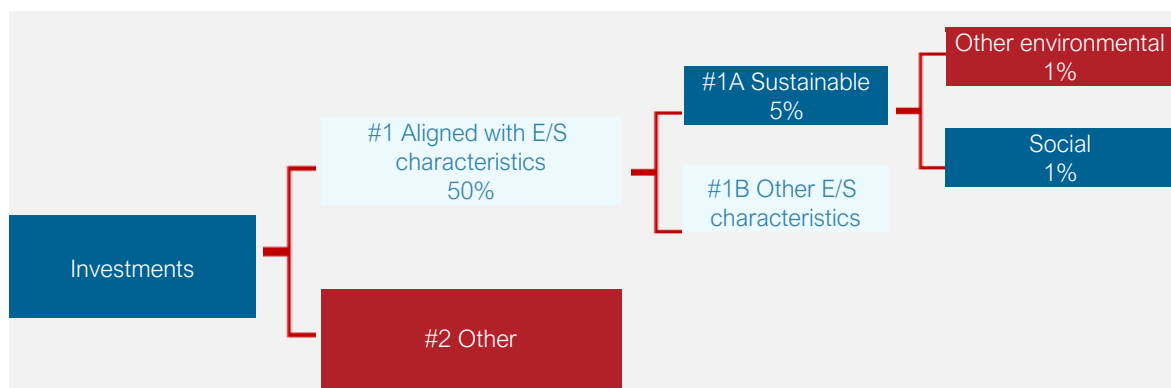 Investments
#1 Aligned with E/S
characteristics
50%
#2 Other
#1A Sustainable
5%
#1B Other E/S
characteristics
Other environmental
1%
Social
1%